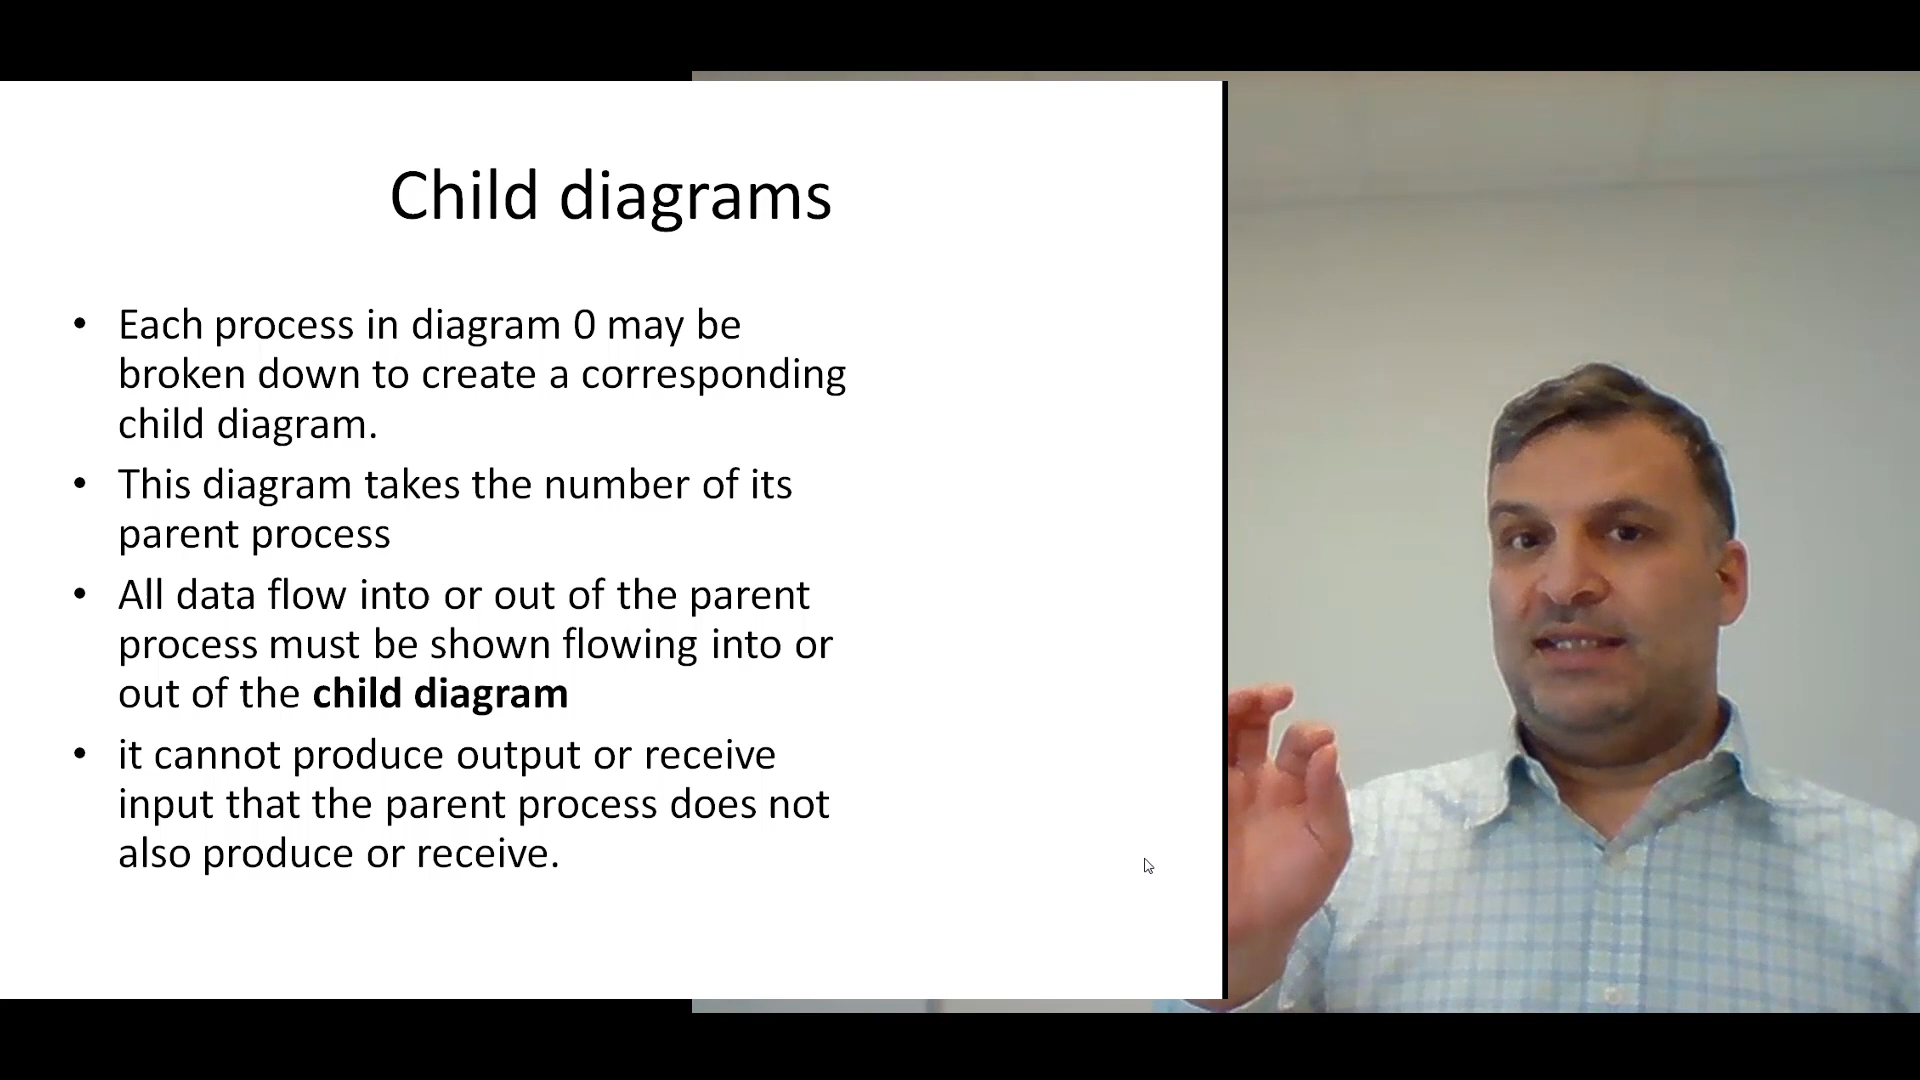 Child diagrams
• Each process in diagram 0 may be
broken down to create a corresponding
child diagram.
• This diagram takes the number of its
parent process
• All data flow into or out of the parent
process must be shown flowing into or
out of the child diagram
• it cannot produce output or receive
input that the parent process does not
also produce or receive.